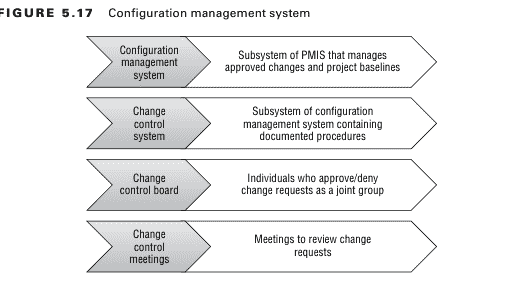 FIGURE 5.17 Configuration management system
Configuration
management
system
Subsystem of PMIS that manages
approved changes and project baselines
Change
control
system
Subsystem of configuration
management system containing
documented procedures
Change
control board
Individuals who approve/deny
change requests as a joint group
Change
control
meetings
Meetings to review change
requests